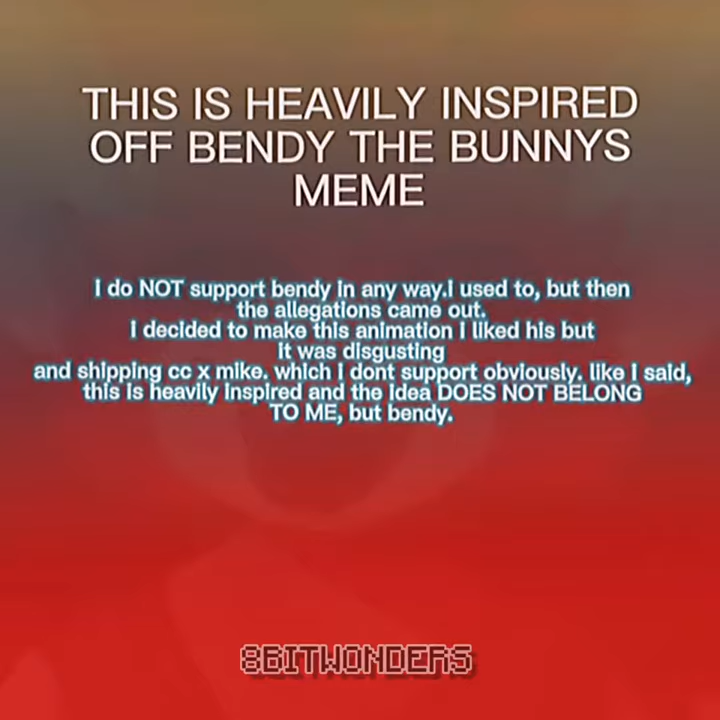 THIS IS HEAVILY INSPIRED
OFF BENDY THE BUNNYS
MEME
I do NOT support bendy in any way.I used to, but then
the allegations came out.
I decided to make this animation I liked his but
it was disgusting
and shipping cc x mike. which I dont support obviously. like I said,
this is heavily inspired and the idea DOES NOT BELONG
TO ME, but bendy.
8BITWONDERS